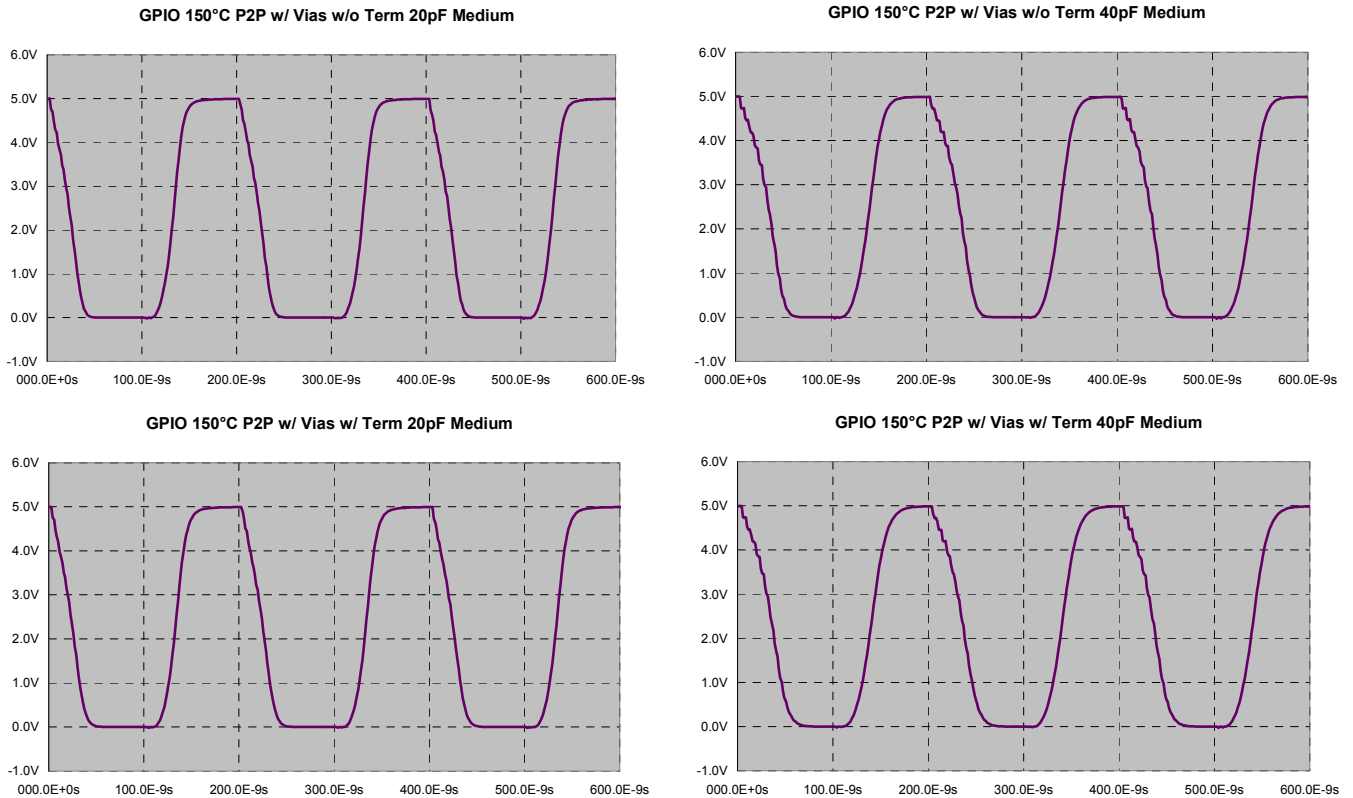 GPIO 150°C P2P w/ Vias w/o Term 20pF Medium
6.0V
5.0V
4.0V
3.0V
2.0V
1.0V
0.0V
-1.0V
000.0E+0s 100.0E-9s 200.0E-9s 300.0E-9s 400.0E-9s 500.0E-9s 600.0E-9s
GPIO 150°C P2P w/ Vias w/o Term 40pF Medium
6.0V
5.0V
4.0V
3.0V
2.0V
1.0V
0.0V
-1.0V
000.0E+0s 100.0E-9s 200.0E-9s 300.0E-9s 400.0E-9s 500.0E-9s 600.0E-9s
GPIO 150°C P2P w/ Vias w/ Term 20pF Medium
6.0V
5.0V
4.0V
3.0V
2.0V
1.0V
0.0V
-1.0V
000.0E+0s 100.0E-9s 200.0E-9s 300.0E-9s 400.0E-9s 500.0E-9s 600.0E-9s
GPIO 150°C P2P w/ Vias w/ Term 40pF Medium
6.0V
5.0V
4.0V
3.0V
2.0V
1.0V
0.0V
-1.0V
000.0E+0s 100.0E-9s 200.0E-9s 300.0E-9s 400.0E-9s 500.0E-9s 600.0E-9s